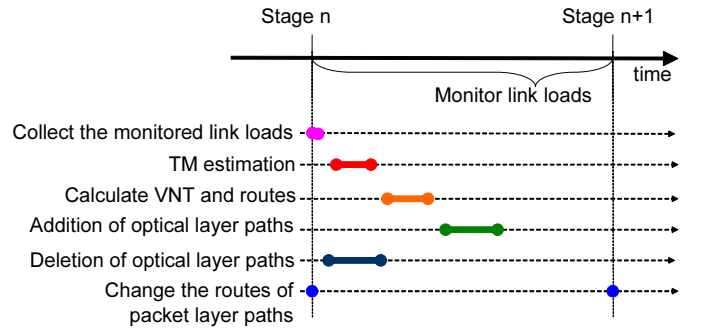 Stage n
Stage n+1
time
Monitor link loads
Collect the monitored link loads
TM estimation
Calculate VNT and routes
Addition of optical layer paths
Deletion of optical layer paths
Change the routes of
packet layer paths